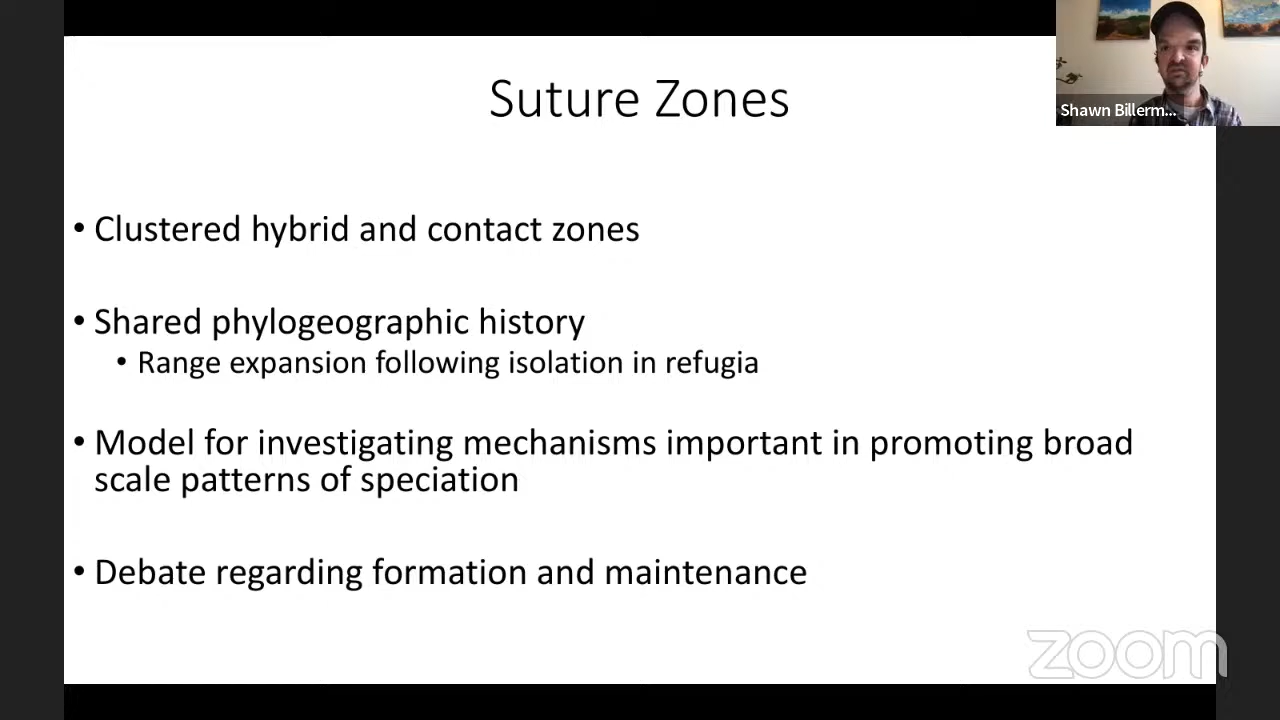 Suture Zones
Shawn Billerm...
• Clustered hybrid and contact zones
• Shared phylogeographic history
• Range expansion following isolation in refugia
• Model for investigating mechanisms important in promoting broad
scale patterns of speciation
• Debate regarding formation and maintenance
zoom